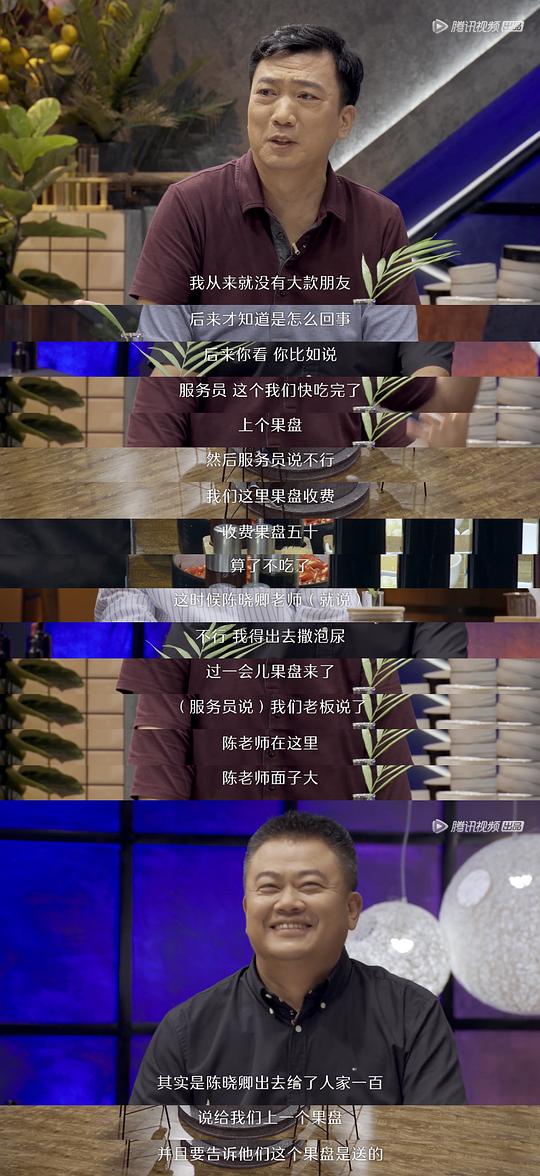 腾讯视频 出品
我从来就没有大款朋友
后来才知道是怎么回事
后来你看 你比如说
服务员 这个我们快吃完了
上个果盘
然后服务员说不行
我们这里果盘收费
收费果盘五十
算了不吃了
这时候陈晓卿老师（就说）
不行 我得出去撒泡尿
过一会儿果盘来了
（服务员说）我们老板说了
陈老师在这里
陈老师面子大
腾讯视频 出品
其实是陈晓卿出去给了人家一百
说给我们上一个果盘
并且要告诉他们这个果盘是送的